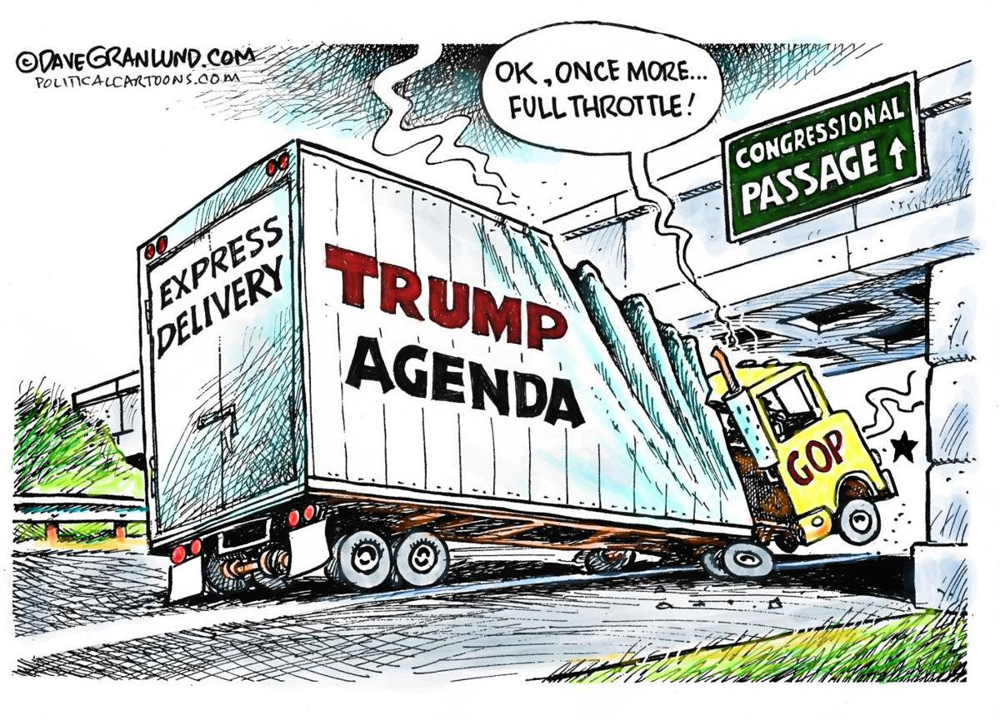 ©DAVEGRANLUND.COM
POLITICALCARTOONS.COM
OK, ONCE MORE...
FULL THROTTLE!
CONGRESSIONAL
PASSAGE ↑
EXPRESS
DELIVERY
TRUMP
AGENDA
GOP